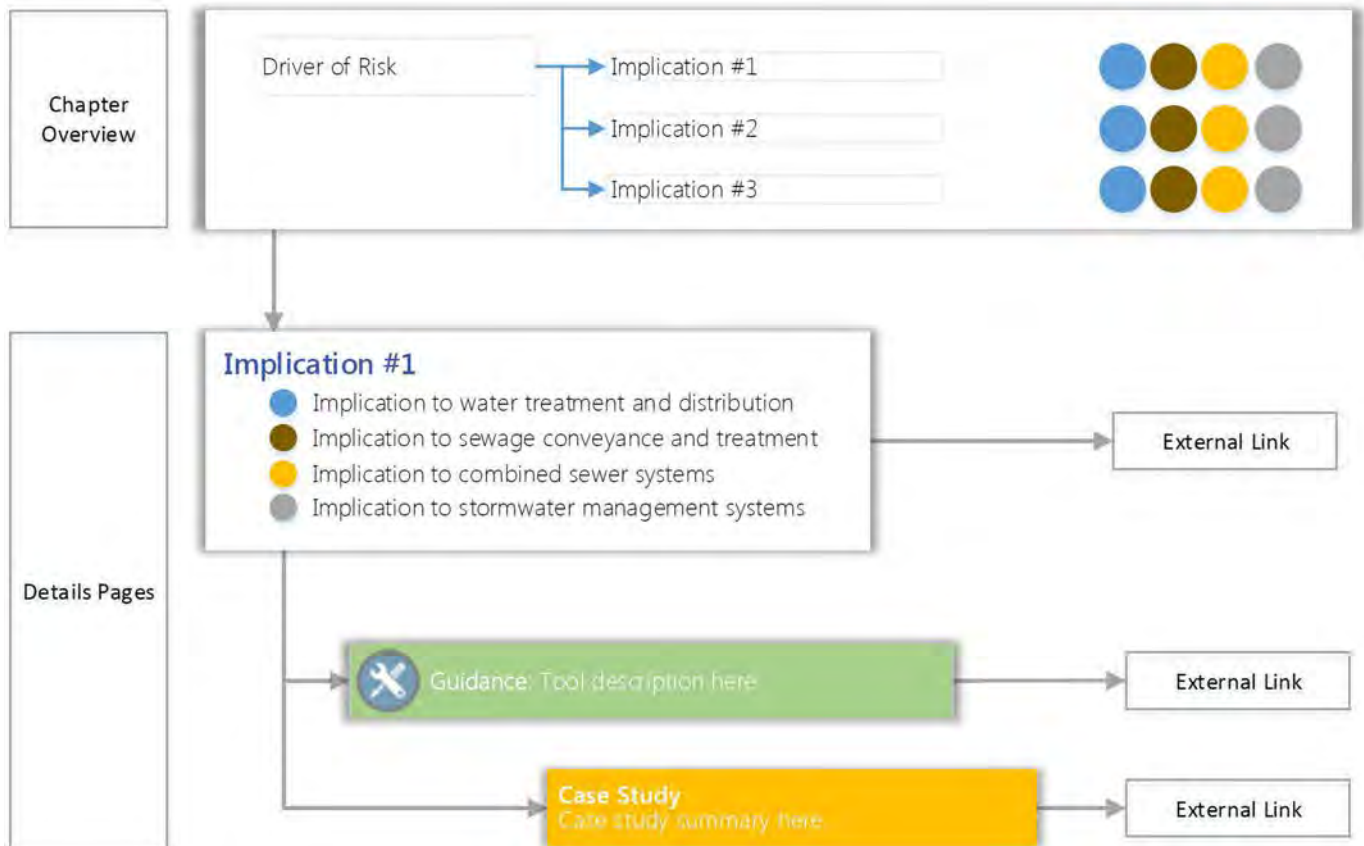 Chapter
Overview
Driver of Risk
Implication #1
Implication #2
Implication #3
Details Pages
Implication #1
Implication to water treatment and distribution
Implication to sewage conveyance and treatment
Implication to combined sewer systems
Implication to stormwater management systems
External Link
Guidance: Tool description here
External Link
Case Study
Case study summary here
External Link